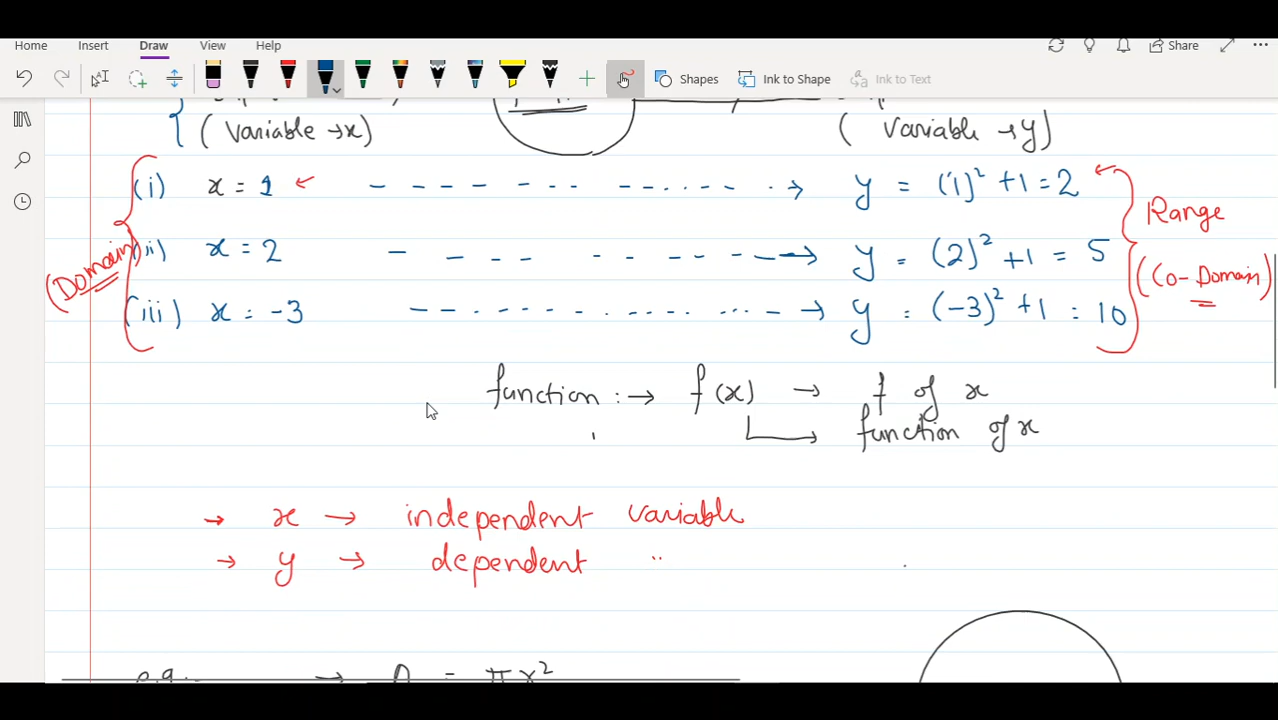 Home Insert Draw View Help Share
Shapes Ink to Shape Ink to Text
( Variable → x) ( Variable → y)
(i) x = 1 ← - - - - - - - - - → y = (1)² + 1 = 2
Range
(Domain) (ii) x = 2 - - - - - - - - - → y = (2)² + 1 = 5
(Co-Domain)
(iii) x = -3 - - - - - - - - - → y = (-3)² + 1 = 10
function : → f(x) → f of x
function of x
→ x → independent variable
→ y → dependent "
e.g. → A = πr²